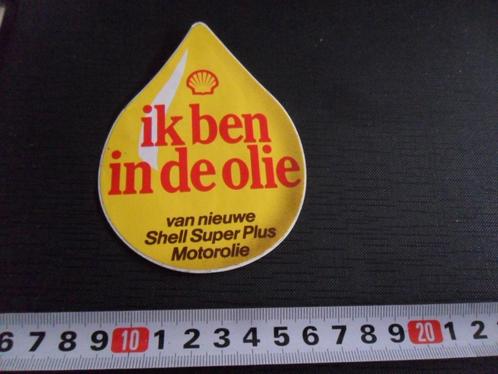 ik ben
in de olie
van nieuwe
Shell Super Plus
Motorolie
6 7 8 9 10 1 2 3 4 5 6 7 8 9 20 1 2